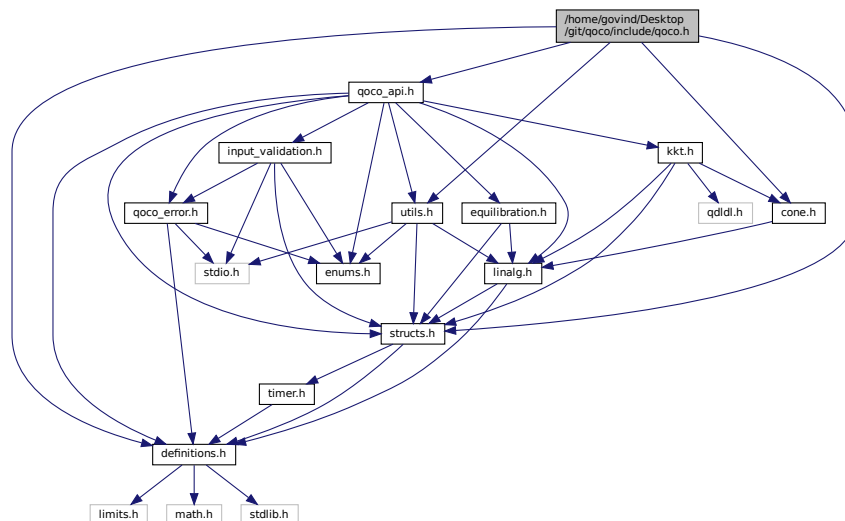 /home/govind/Desktop
/git/qoco/include/qoco.h
qoco_api.h
input_validation.h
kkt.h
qoco_error.h
utils.h
equilibration.h
qdldl.h
cone.h
stdio.h
enums.h
linalg.h
structs.h
timer.h
definitions.h
limits.h
math.h
stdlib.h